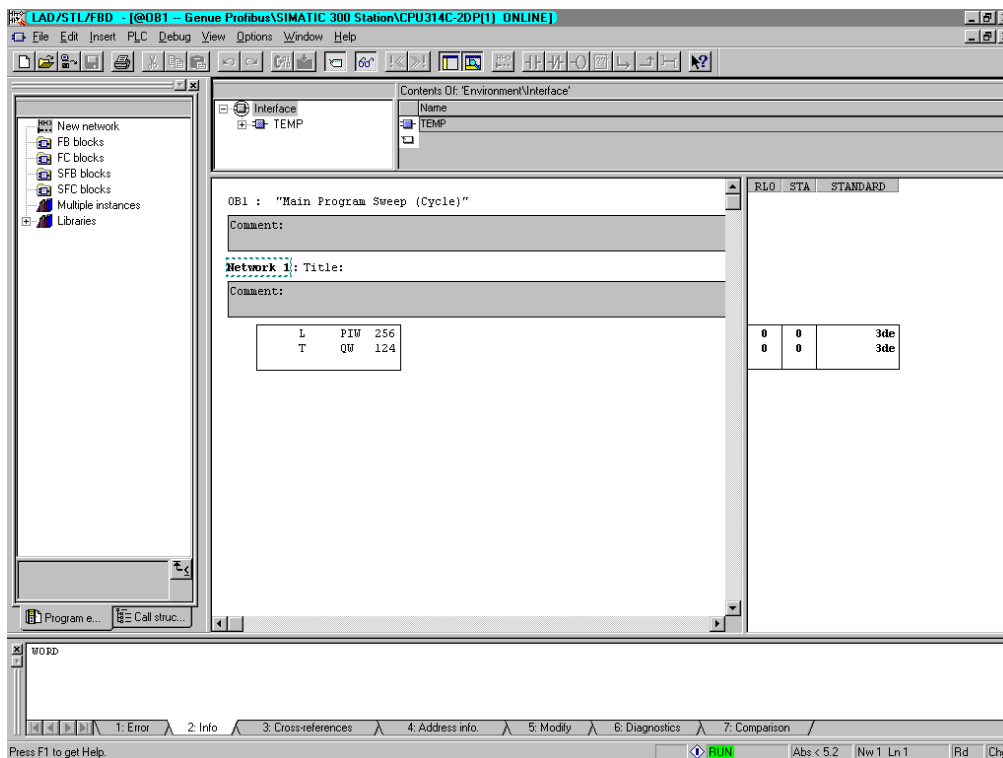 LAD/STL/FBD - [@OB1 -- Genue Profibus\SIMATIC 300 Station\CPU314C-2DP(1) ONLINE]
File Edit Insert PLC Debug View Options Window Help
New network
FB blocks
FC blocks
SFB blocks
SFC blocks
Multiple instances
Libraries
Program e...
Call struc...
Contents Of: 'Environment\Interface'
Interface
TEMP
Name
TEMP
OB1 : "Main Program Sweep (Cycle)"
Comment:
Network 1: Title:
Comment:
L PIW 256
T QW 124
RLO STA STANDARD
0 0 3de
0 0 3de
WORD
1: Error 2: Info 3: Cross-references 4: Address info. 5: Modify 6: Diagnostics 7: Comparison
Press F1 to get Help.
RUN Abs < 5.2 Nw 1 Ln 1 Rd Chg